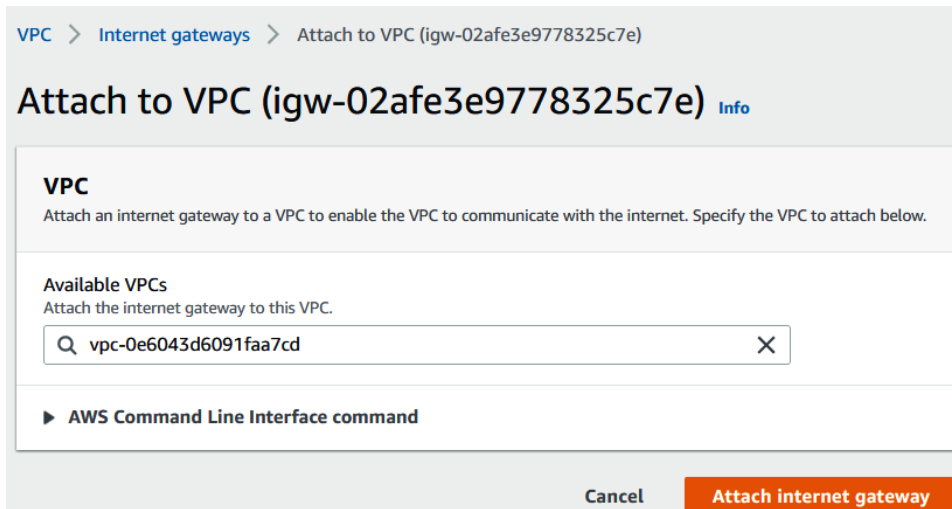 VPC > Internet gateways > Attach to VPC (igw-02afe3e9778325c7e)
Attach to VPC (igw-02afe3e9778325c7e) Info
VPC
Attach an internet gateway to a VPC to enable the VPC to communicate with the internet. Specify the VPC to attach below.
Available VPCs
Attach the internet gateway to this VPC.
vpc-0e6043d6091faa7cd
AWS Command Line Interface command
Cancel Attach internet gateway